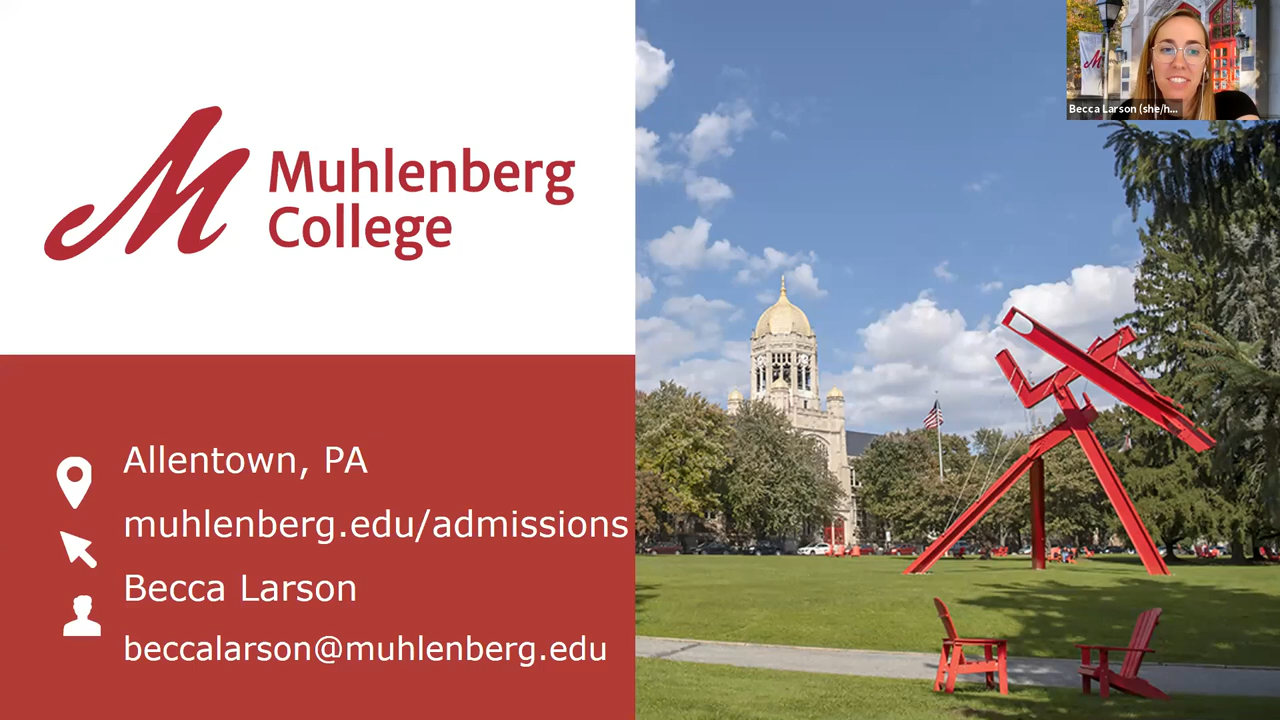 Muhlenberg
College
Allentown, PA
muhlenberg.edu/admissions
Becca Larson
beccalarson@muhlenberg.edu
Becca Larson (she/h...
M